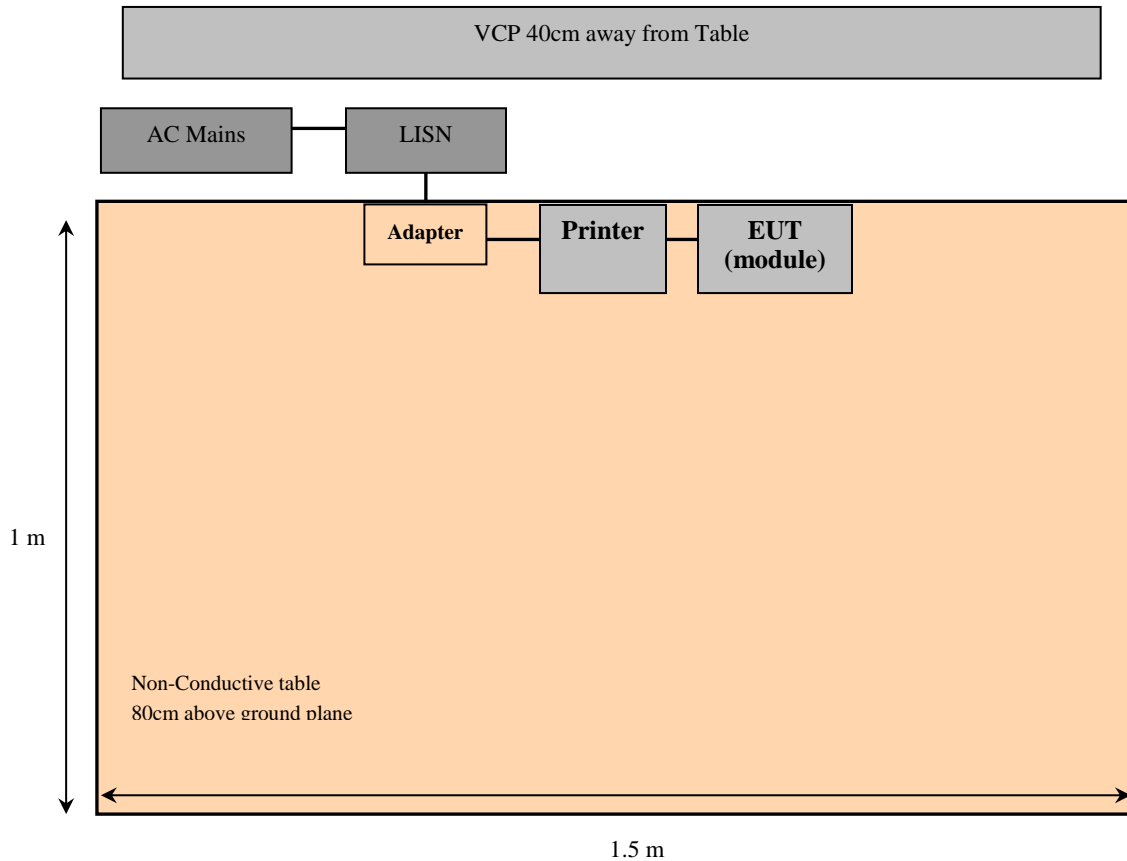 VCP 40cm away from Table
AC Mains
LISN
Adapter
Printer
EUT
(module)
1 m
Non-Conductive table
80cm above ground plane
1.5 m